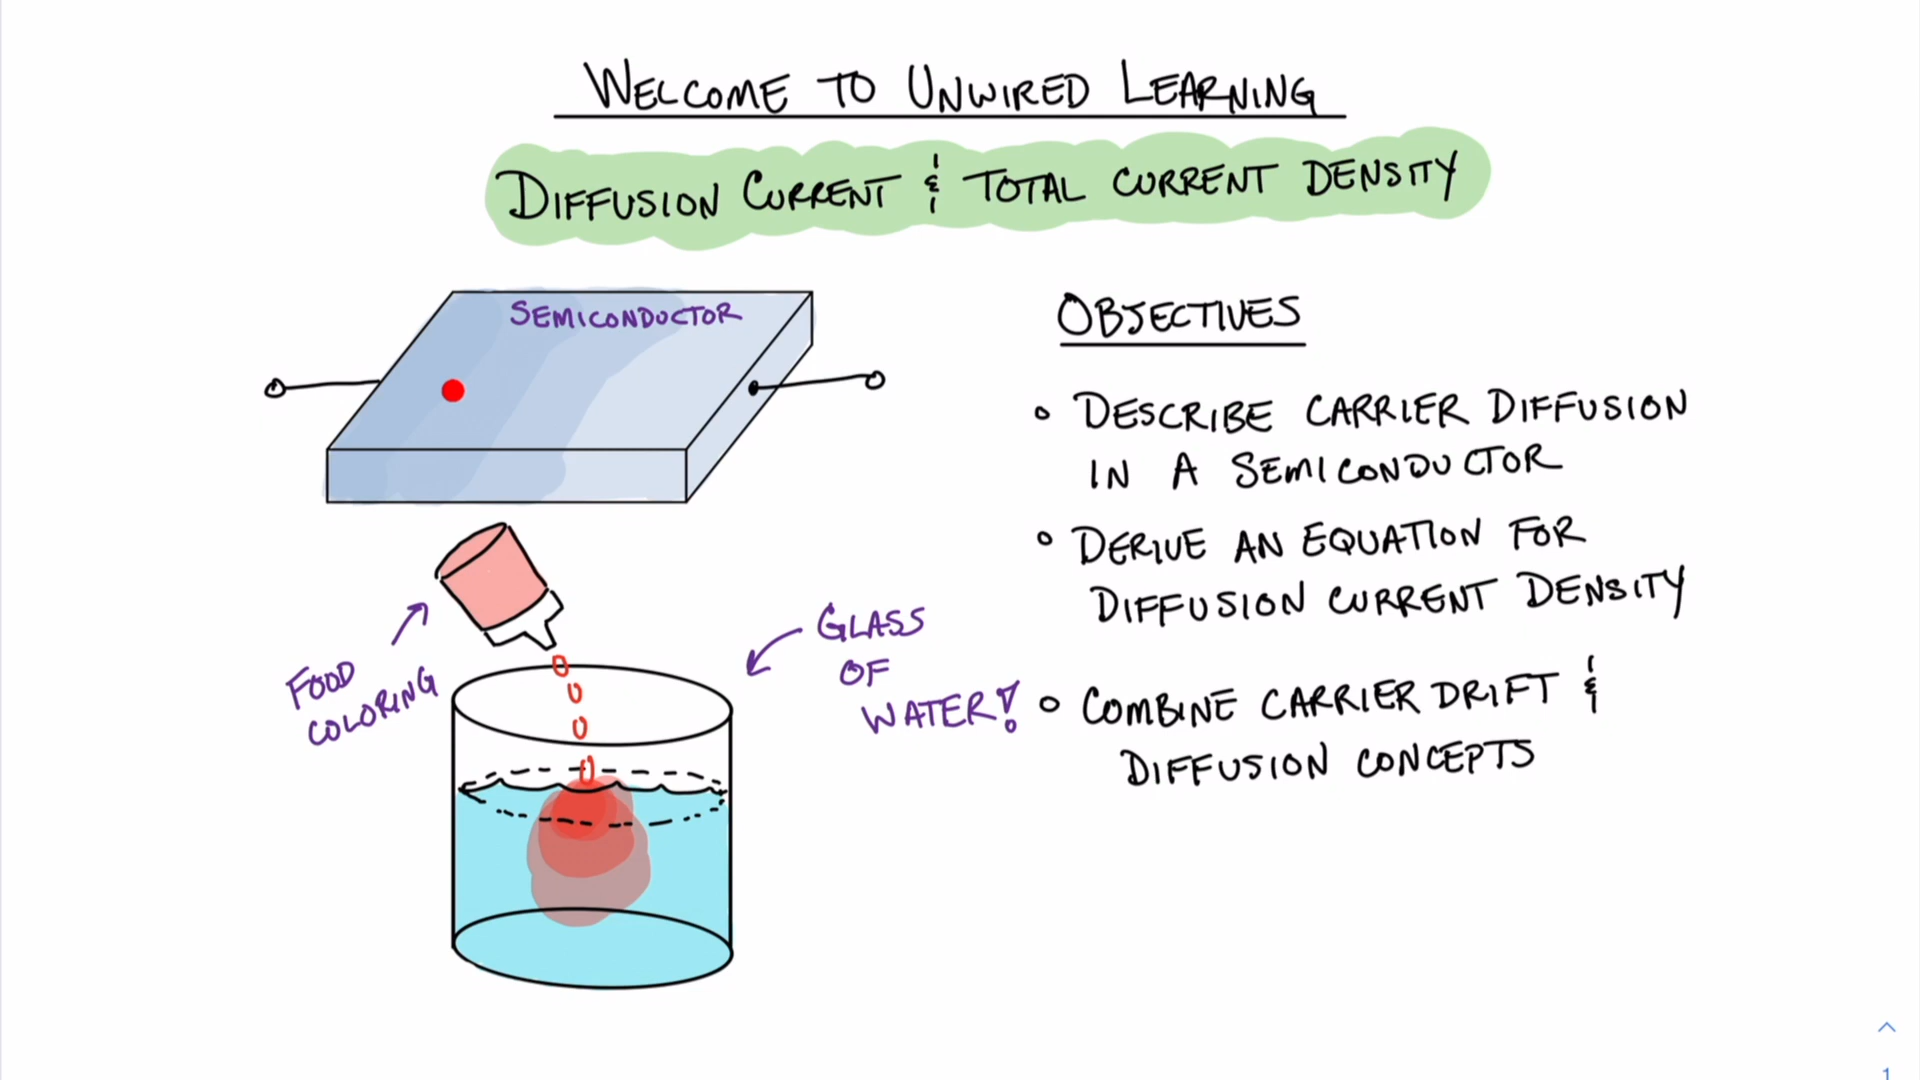 WELCOME TO UNWIRED LEARNING
DIFFUSION CURRENT & TOTAL CURRENT DENSITY
SEMICONDUCTOR
FOOD
COLORING
GLASS
OF
WATER!
OBJECTIVES
• DESCRIBE CARRIER DIFFUSION
IN A SEMICONDUCTOR
• DERIVE AN EQUATION FOR
DIFFUSION CURRENT DENSITY
• COMBINE CARRIER DRIFT &
DIFFUSION CONCEPTS
1